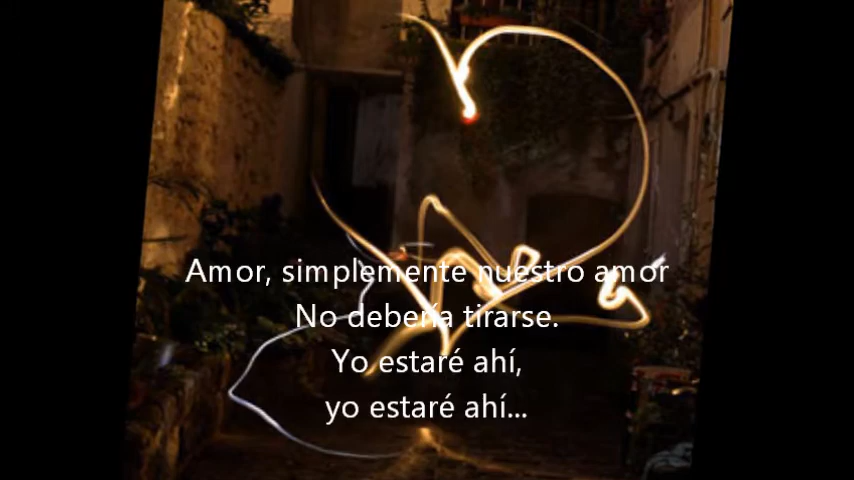 Amor, simplemente nuestro amor
No debería tirarse.
Yo estaré ahí,
yo estaré ahí...